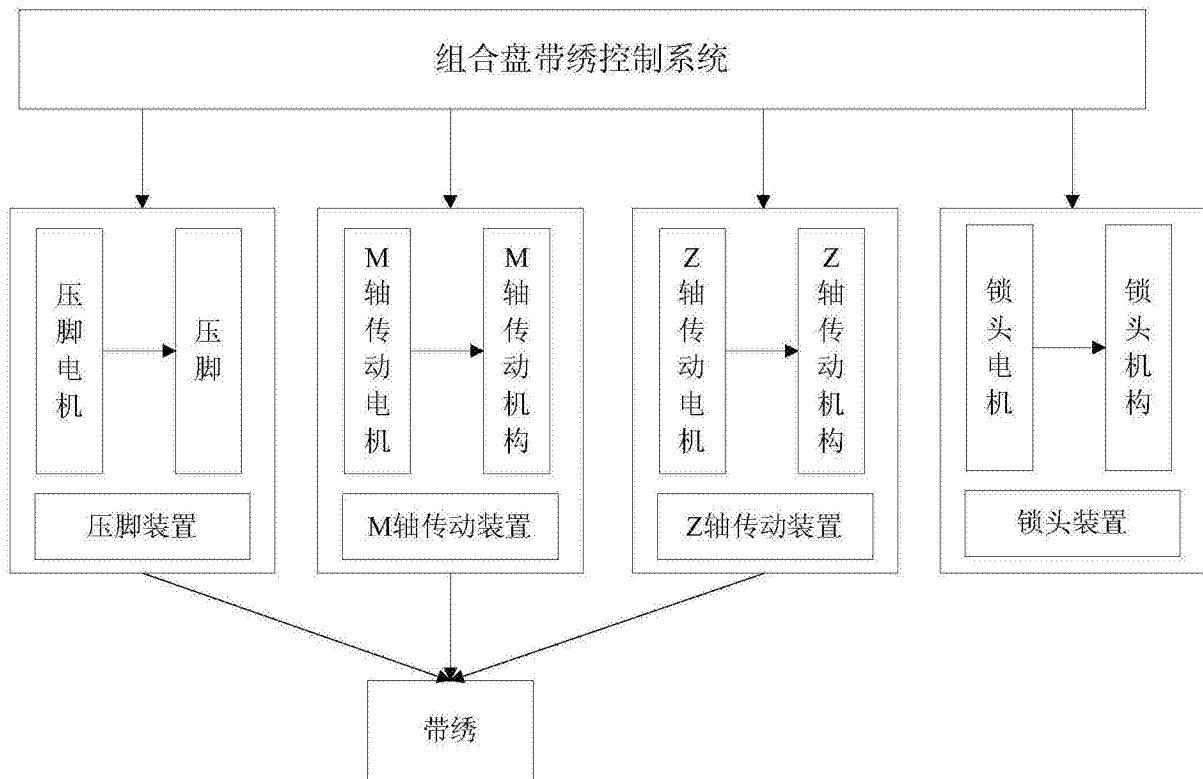 组合盘带绣控制系统
压脚电机
压脚
M轴传动电机
M轴传动机构
Z轴传动电机
Z轴传动机构
锁头电机
锁头机构
压脚装置
M轴传动装置
Z轴传动装置
锁头装置
带绣